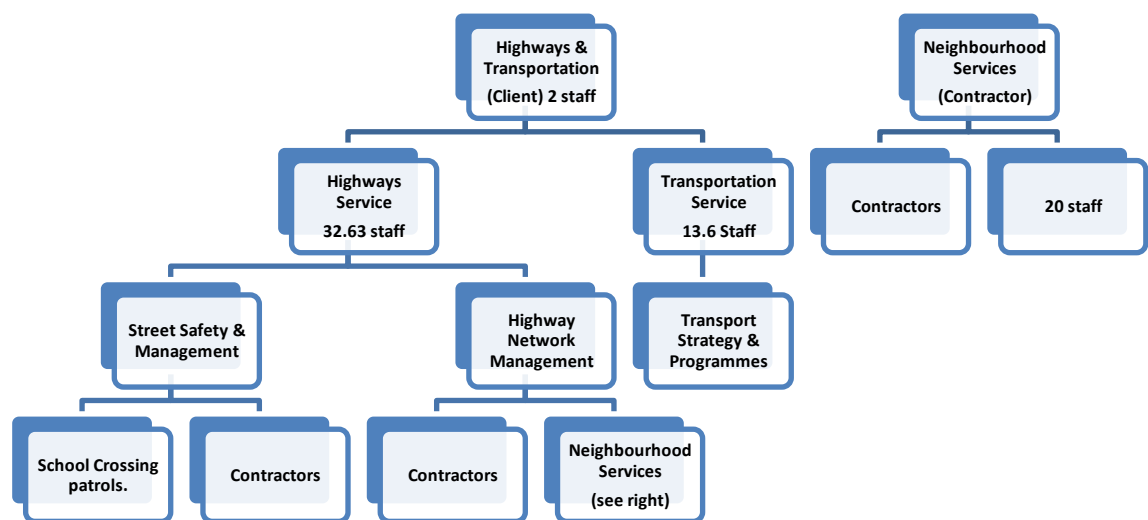 Highways &
Transportation
(Client) 2 staff
Neighbourhood
Services
(Contractor)
Highways
Service
32.63 staff
Transportation
Service
13.6 Staff
Contractors
20 staff
Street Safety &
Management
Highway
Network
Management
Transport
Strategy &
Programmes
School Crossing
patrols.
Contractors
Contractors
Neighbourhood
Services
(see right)